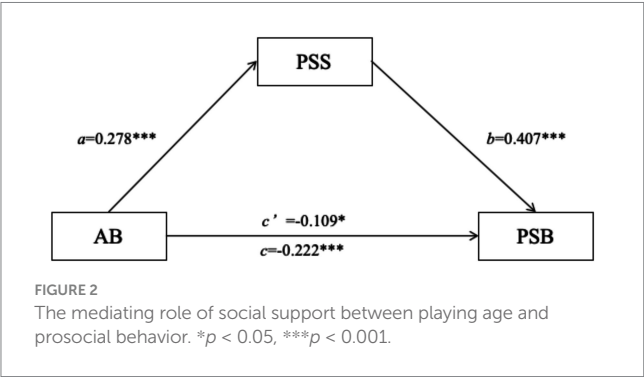 PSS
a=0.278***
b=0.407***
AB
c’ =-0.109*
c=-0.222***
PSB
FIGURE 2
The mediating role of social support between playing age and
prosocial behavior. *p < 0.05, ***p < 0.001.